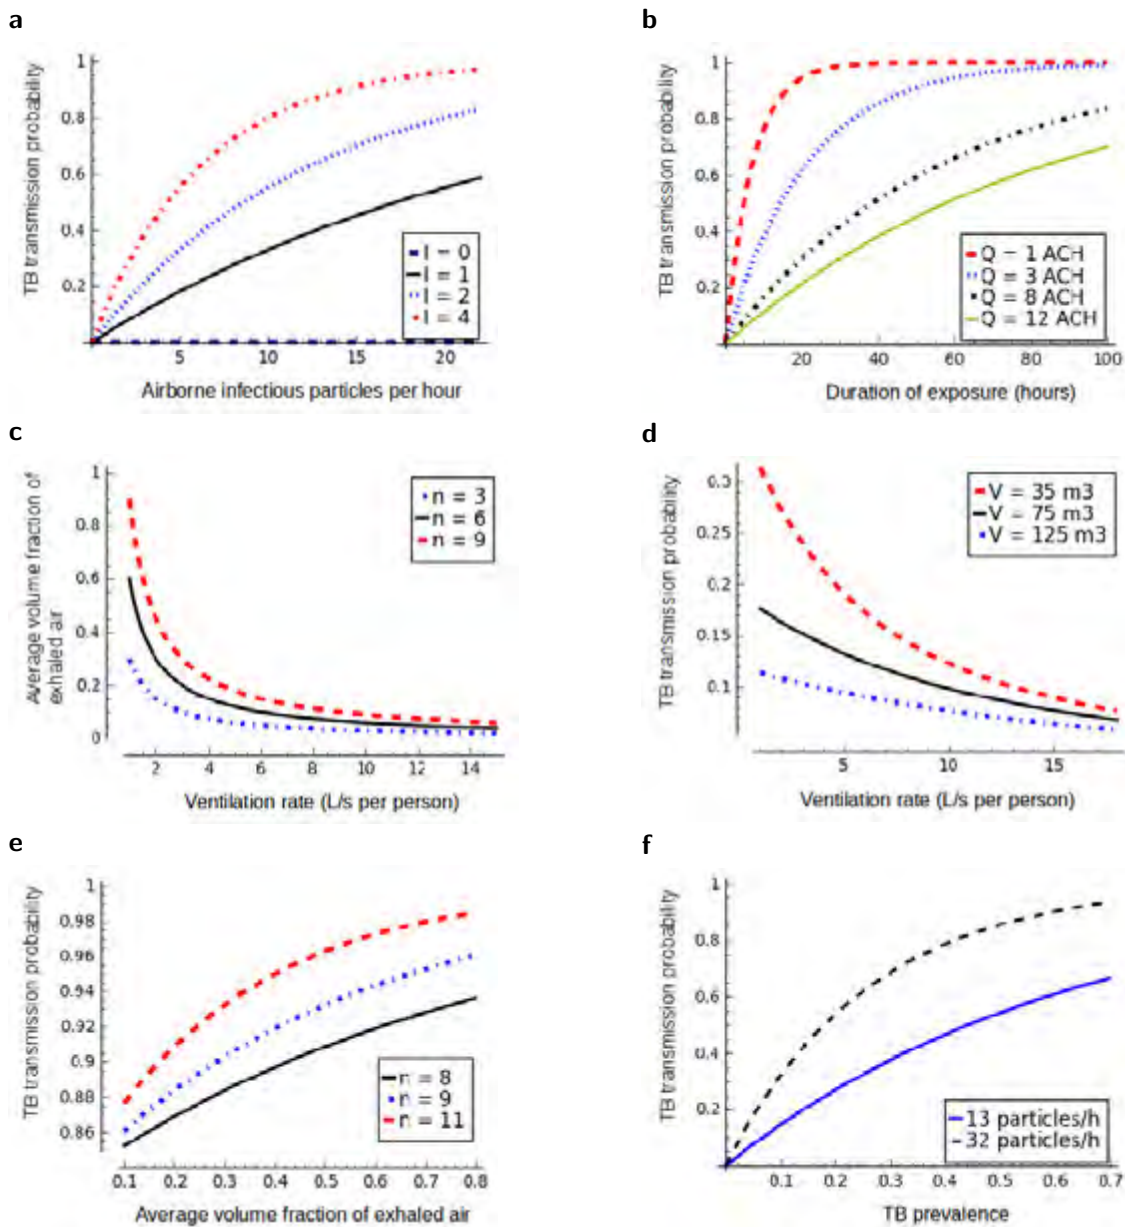 a
TB transmission probability
1
0.8
0.6
0.4
0.2
5
10
15
20
I = 0
I = 1
I = 2
I = 4
Airborne infectious particles per hour
b
TB transmission probability
1
0.8
0.6
0.4
0.2
20
40
60
80
100
Q = 1 ACH
Q = 3 ACH
Q = 8 ACH
Q = 12 ACH
Duration of exposure (hours)
c
Average volume fraction of
exhaled air
1
0.8
0.6
0.4
0.2
0
2
4
6
8
10
12
14
n = 3
n = 6
n = 9
Ventilation rate (L/s per person)
d
TB transmission probability
0.3
0.25
0.2
0.15
0.1
5
10
15
V = 35 m3
V = 75 m3
V = 125 m3
Ventilation rate (L/s per person)
e
TB transmission probability
1
0.98
0.96
0.94
0.92
0.9
0.88
0.86
0.1
0.2
0.3
0.4
0.5
0.6
0.7
0.8
n = 8
n = 9
n = 11
Average volume fraction of exhaled air
f
TB transmission probability
1
0.8
0.6
0.4
0.2
0.1
0.2
0.3
0.4
0.5
0.6
0.7
13 particles/h
32 particles/h
TB prevalence